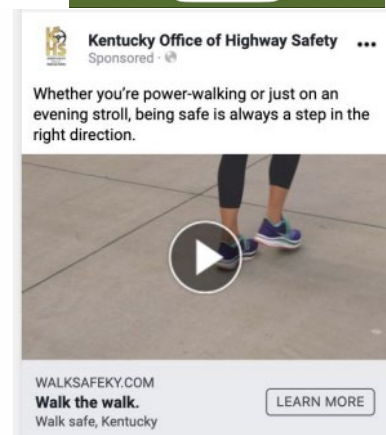 KHS
Kentucky Office of Highway Safety
Sponsored ·
Whether you're power-walking or just on an
evening stroll, being safe is always a step in the
right direction.
WALKSAFEKY.COM
Walk the walk.
LEARN MORE
Walk safe, Kentucky